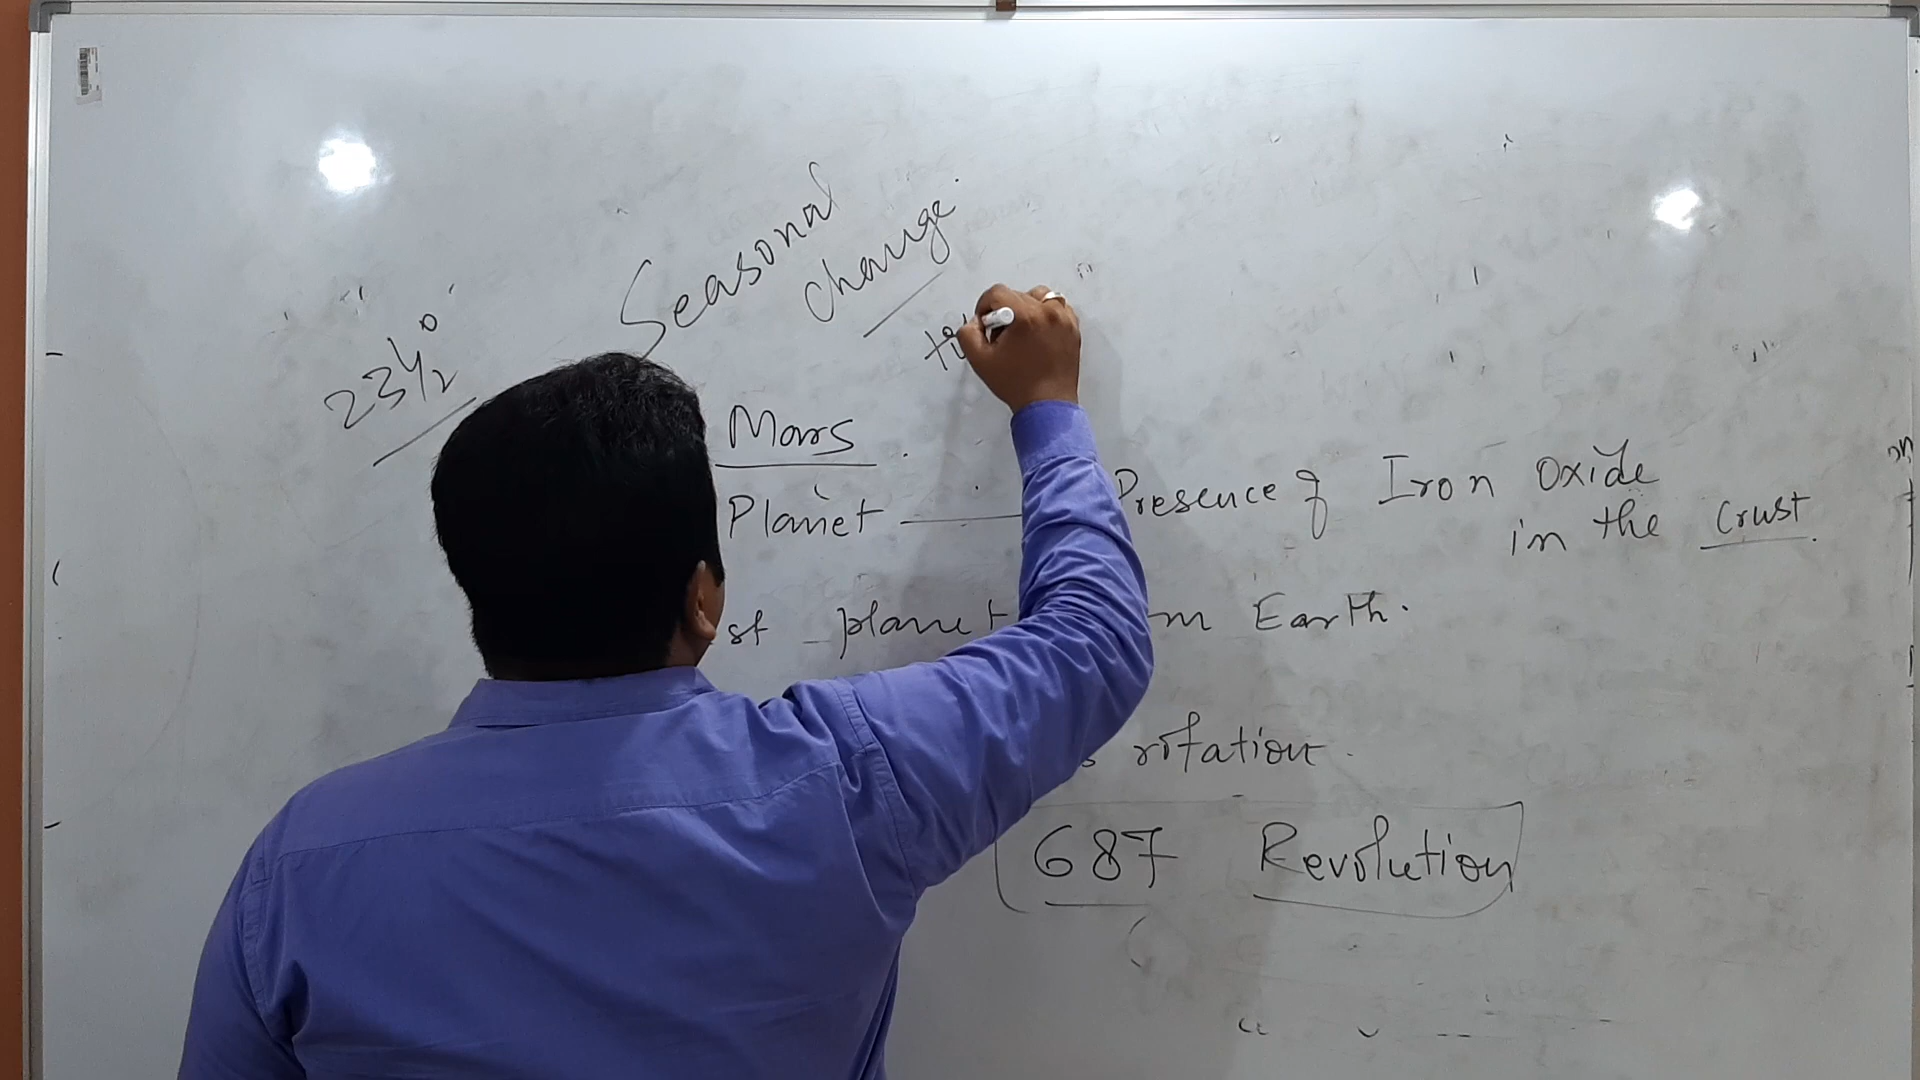 Seasonal
change.
23½°
Mars
Planet — Presence of Iron Oxide
in the crust.
st planet m Earth.
s rotation.
687 Revolution